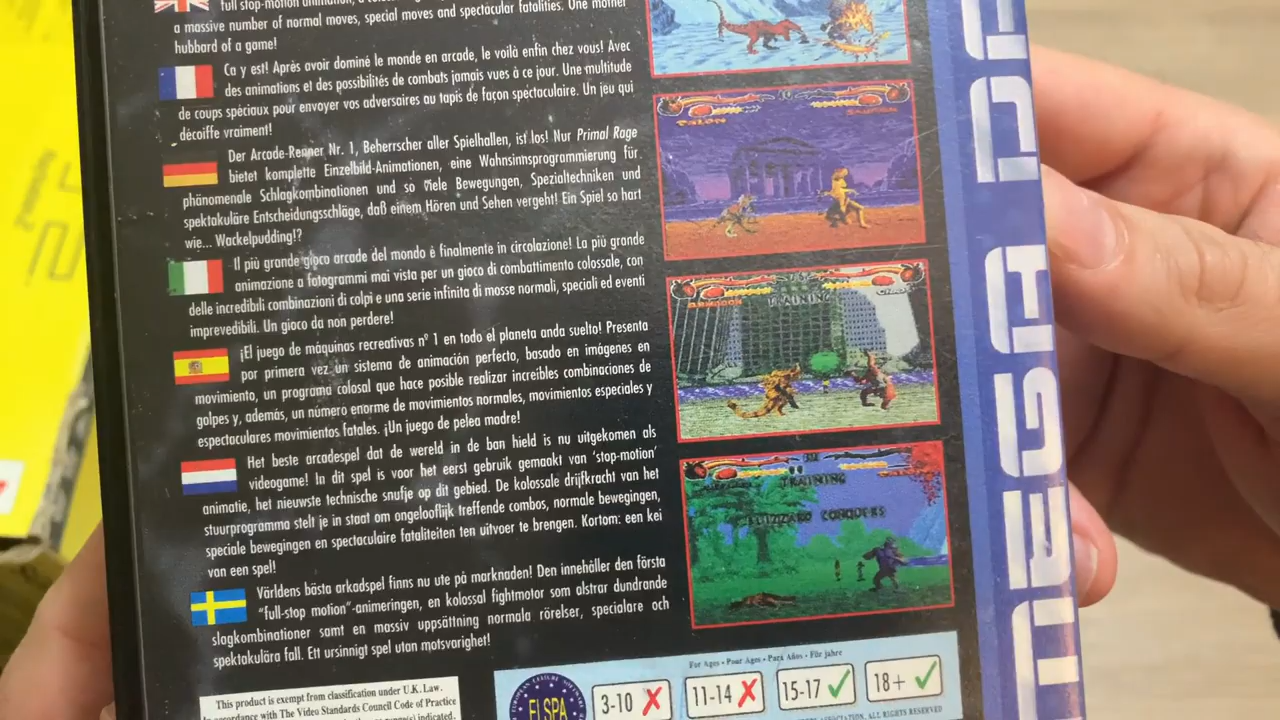 full stop-motion animation, a
a massive number of normal moves, special moves and spectacular fatalities. One mother
hubbard of a game!
Ca y est! Après avoir dominé le monde en arcade, le voilà enfin chez vous! Avec
des animations et des possibilités de combats jamais vues à ce jour. Une multitude
de coups spéciaux pour envoyer vos adversaires au tapis de façon spectaculaire. Un jeu qui
décoiffe vraiment!
Der Arcade-Renner Nr. 1, Beherrscher aller Spielhallen, ist los! Nur Primal Rage
bietet komplette Einzelbild-Animationen, eine Wahnsinnsprogrammierung für
phänomenale Schlagkombinationen und so viele Bewegungen, Spezialtechniken und
spektakuläre Entscheidungsschläge, daß einem Hören und Sehen vergeht! Ein Spiel so hart
wie... Wackelpudding!?
Il più grande gioco arcade del mondo è finalmente in circolazione! La più grande
animazione a fotogrammi mai vista per un gioco di combattimento colossale, con
delle incredibili combinazioni di colpi e una serie infinita di mosse normali, speciali ed eventi
imprevedibili. Un gioco da non perdere!
¡El juego de máquinas recreativas nº 1 en todo el planeta anda suelto! Presenta
por primera vez un sistema de animación perfecto, basado en imágenes en
movimiento, un programa colosal que hace posible realizar increíbles combinaciones de
golpes y, además, un número enorme de movimientos normales, movimientos especiales y
espectaculares movimientos fatales. ¡Un juego de pelea madre!
Het beste arcadespel dat de wereld in de ban hield is nu uitgekomen als
videogame! In dit spel is voor het eerst gebruik gemaakt van 'stop-motion'
animatie, het nieuwste technische snufje op dit gebied. De kolossale drijfkracht van het
stuurprogramma stelt je in staat om ongelooflijk treffende combos, normale bewegingen,
speciale bewegingen en spectaculaire fataliteiten ten uitvoer te brengen. Kortom: een kei
van een spel!
Världens bästa arkadspel finns nu ute på marknaden! Den innehåller den första
"full-stop motion"-animeringen, en kolossal fightmotor som alstrar dundrande
slagkombinationer samt en massiv uppsättning normala rörelser, specialare och
spektakulära fall. Ett ursinnigt spel utan motsvarighet!
TALON
ARMADON
TRAINING
TRAINING
BLIZZARD CONQUERS
MEGA DR
This product is exempt from classification under U.K. Law.
accordance with The Video Standards Council Code of Practice
indicated.
ELSPA
For Ages • Pour Ages • Para Años • Für jahre
3-10
11-14
15-17
18+
ASSOCIATION, ALL RIGHTS RESERVED